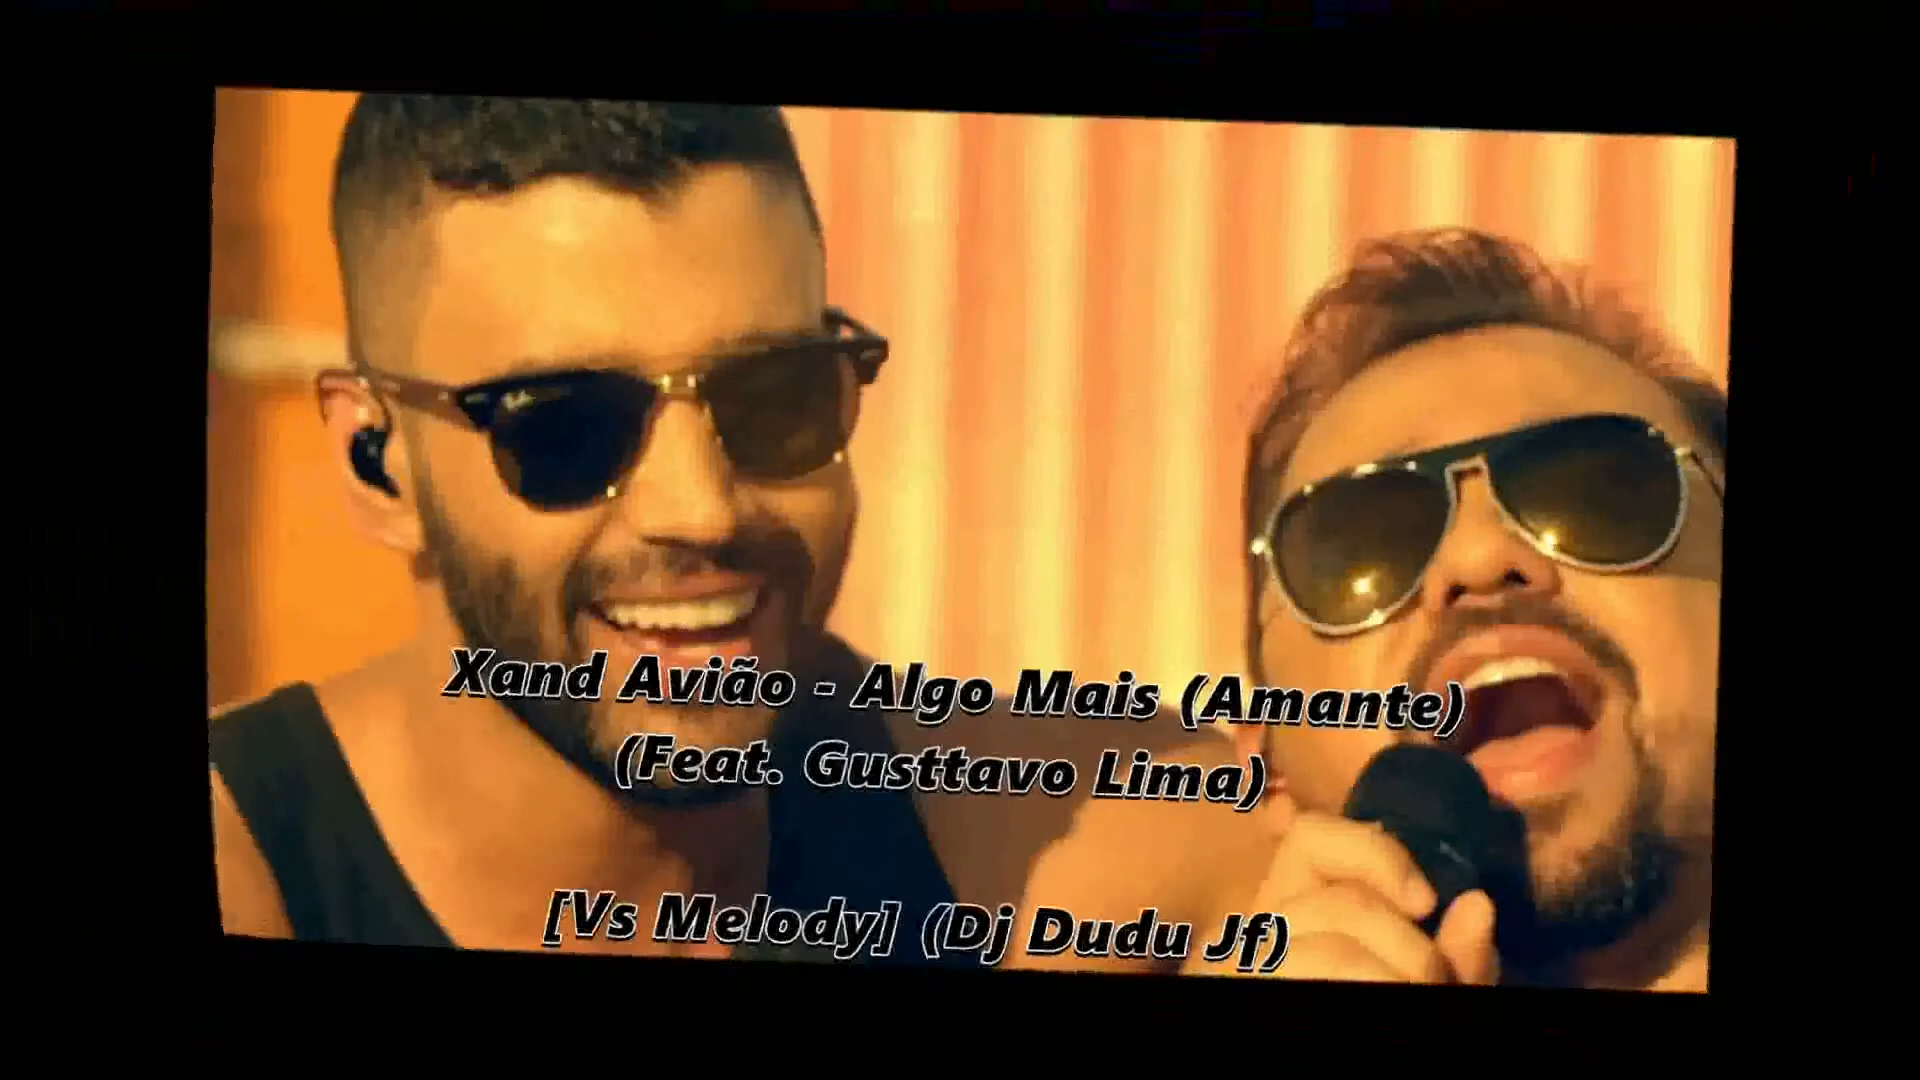 Xand Avião - Algo Mais (Amante)
(Feat. Gusttavo Lima)
[Vs Melody] (Dj Dudu Jf)